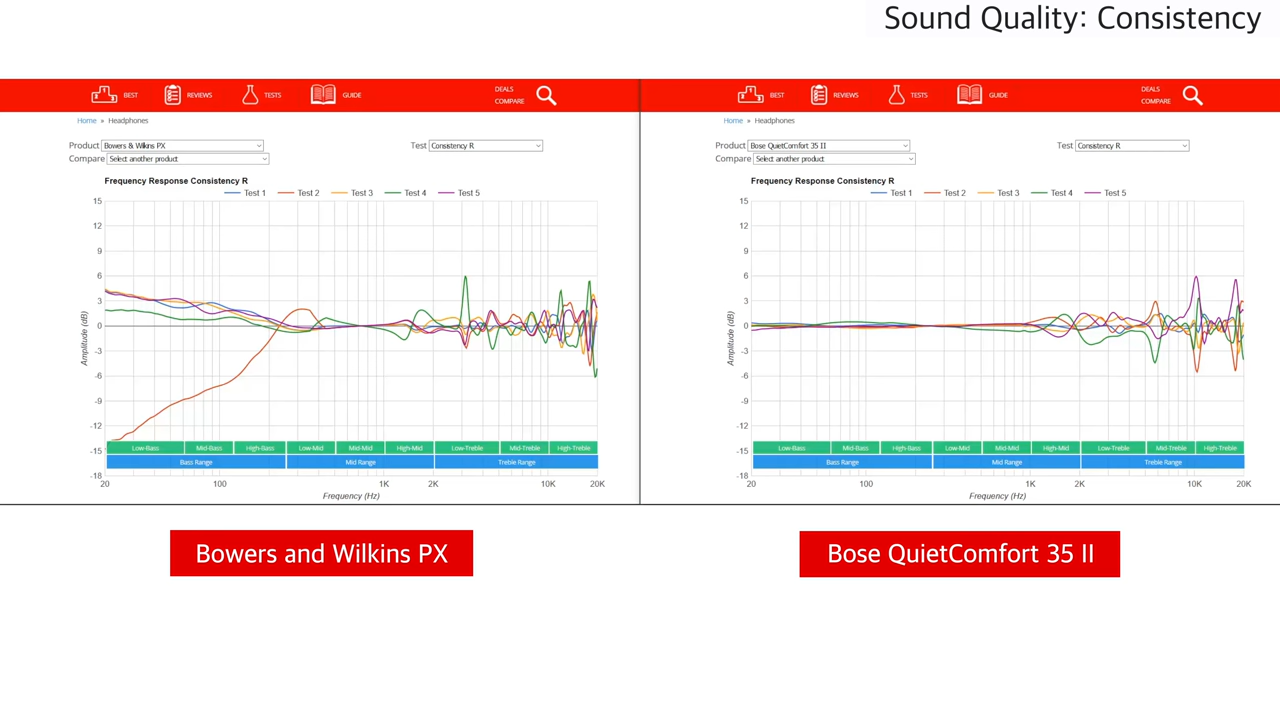 Sound Quality: Consistency
BEST REVIEWS TESTS GUIDE DEALS COMPARE
Home » Headphones
Product Bowers & Wilkins PX Test Consistency R
Compare Select another product
Frequency Response Consistency R
Test 1 Test 2 Test 3 Test 4 Test 5
15
12
9
6
3
0
-3
-6
-9
-12
-15
-18
Amplitude (dB)
Low-Bass Mid-Bass High-Bass Low-Mid Mid-Mid High-Mid Low-Treble Mid-Treble High-Treble
Bass Range Mid Range Treble Range
20 100 1K 2K 10K 20K
Frequency (Hz)
Bowers and Wilkins PX
BEST REVIEWS TESTS GUIDE DEALS COMPARE
Home » Headphones
Product Bose QuietComfort 35 II Test Consistency R
Compare Select another product
Frequency Response Consistency R
Test 1 Test 2 Test 3 Test 4 Test 5
15
12
9
6
3
0
-3
-6
-9
-12
-15
-18
Amplitude (dB)
Low-Bass Mid-Bass High-Bass Low-Mid Mid-Mid High-Mid Low-Treble Mid-Treble High-Treble
Bass Range Mid Range Treble Range
20 100 1K 2K 10K 20K
Frequency (Hz)
Bose QuietComfort 35 II